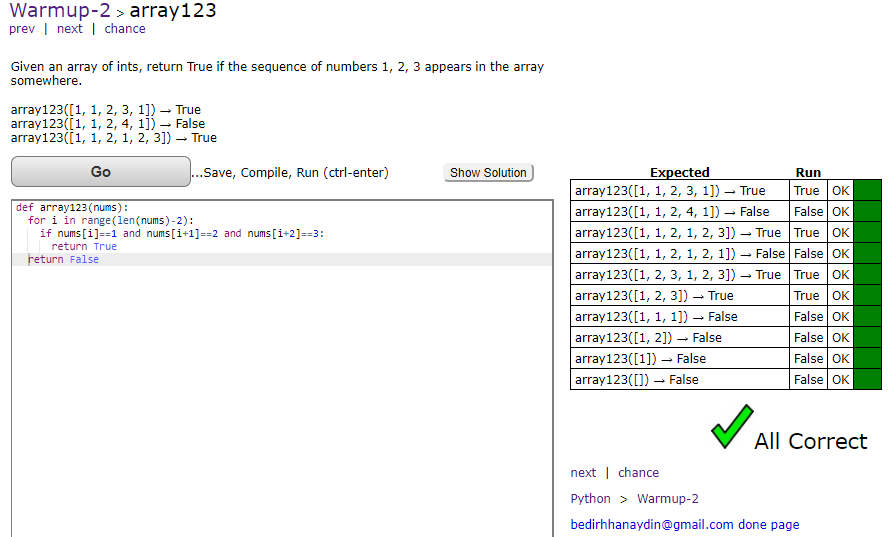 Warmup-2 > array123
prev | next | chance
Given an array of ints, return True if the sequence of numbers 1, 2, 3 appears in the array
somewhere.
array123([1, 1, 2, 3, 1]) → True
array123([1, 1, 2, 4, 1]) → False
array123([1, 1, 2, 1, 2, 3]) → True
Go ...Save, Compile, Run (ctrl-enter) Show Solution
def array123(nums):
  for i in range(len(nums)-2):
    if nums[i]==1 and nums[i+1]==2 and nums[i+2]==3:
      return True
  return False
Expected Run
array123([1, 1, 2, 3, 1]) → True True OK
array123([1, 1, 2, 4, 1]) → False False OK
array123([1, 1, 2, 1, 2, 3]) → True True OK
array123([1, 1, 2, 1, 2, 1]) → False False OK
array123([1, 2, 3, 1, 2, 3]) → True True OK
array123([1, 2, 3]) → True True OK
array123([1, 1, 1]) → False False OK
array123([1, 2]) → False False OK
array123([1]) → False False OK
array123([]) → False False OK
All Correct
next | chance
Python > Warmup-2
bedirhhanaydin@gmail.com done page